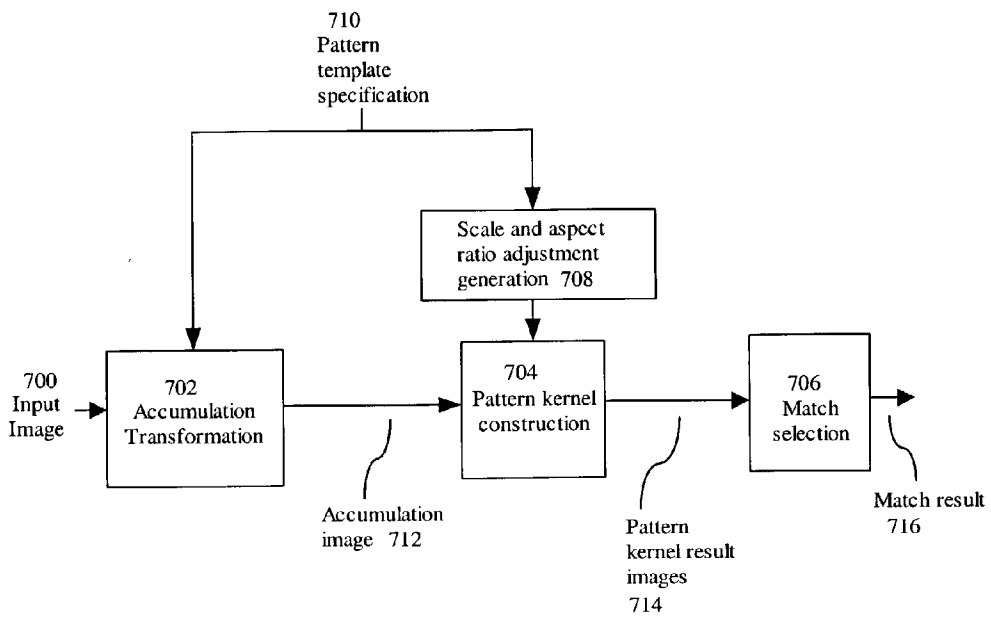 710
Pattern
template
specification
Scale and aspect
ratio adjustment
generation 708
700
Input
Image
702
Accumulation
Transformation
704
Pattern kernel
construction
706
Match
selection
Accumulation
image 712
Pattern
kernel result
images
714
Match result
716